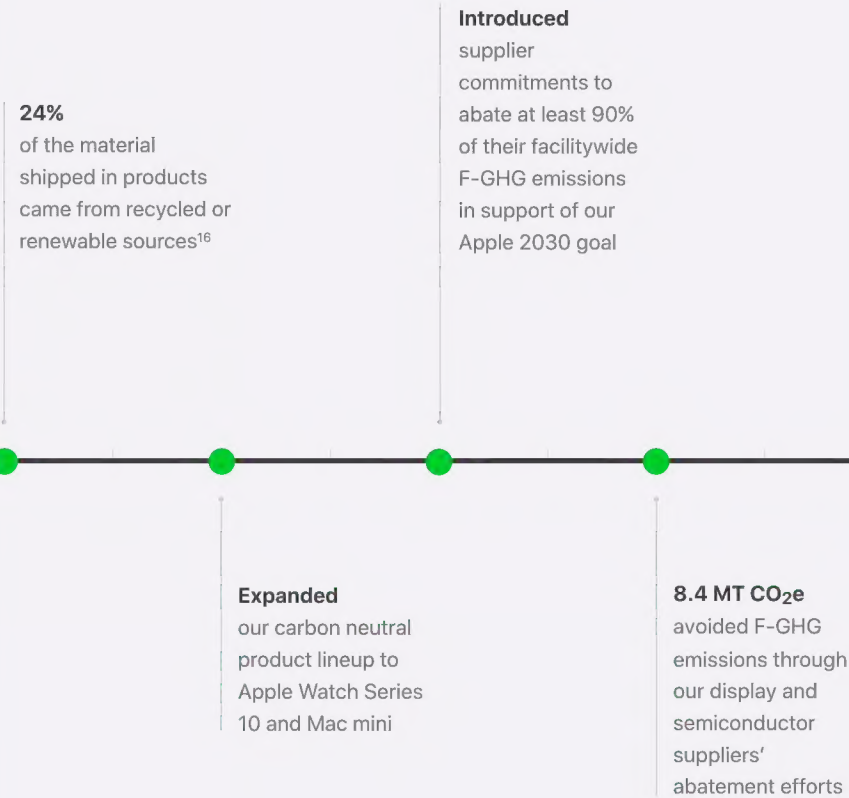 24%
of the material
shipped in products
came from recycled or
renewable sources¹⁶
Expanded
our carbon neutral
product lineup to
Apple Watch Series
10 and Mac mini
Introduced
supplier
commitments to
abate at least 90%
of their facilitywide
F-GHG emissions
in support of our
Apple 2030 goal
8.4 MT CO₂e
avoided F-GHG
emissions through
our display and
semiconductor
suppliers’
abatement efforts